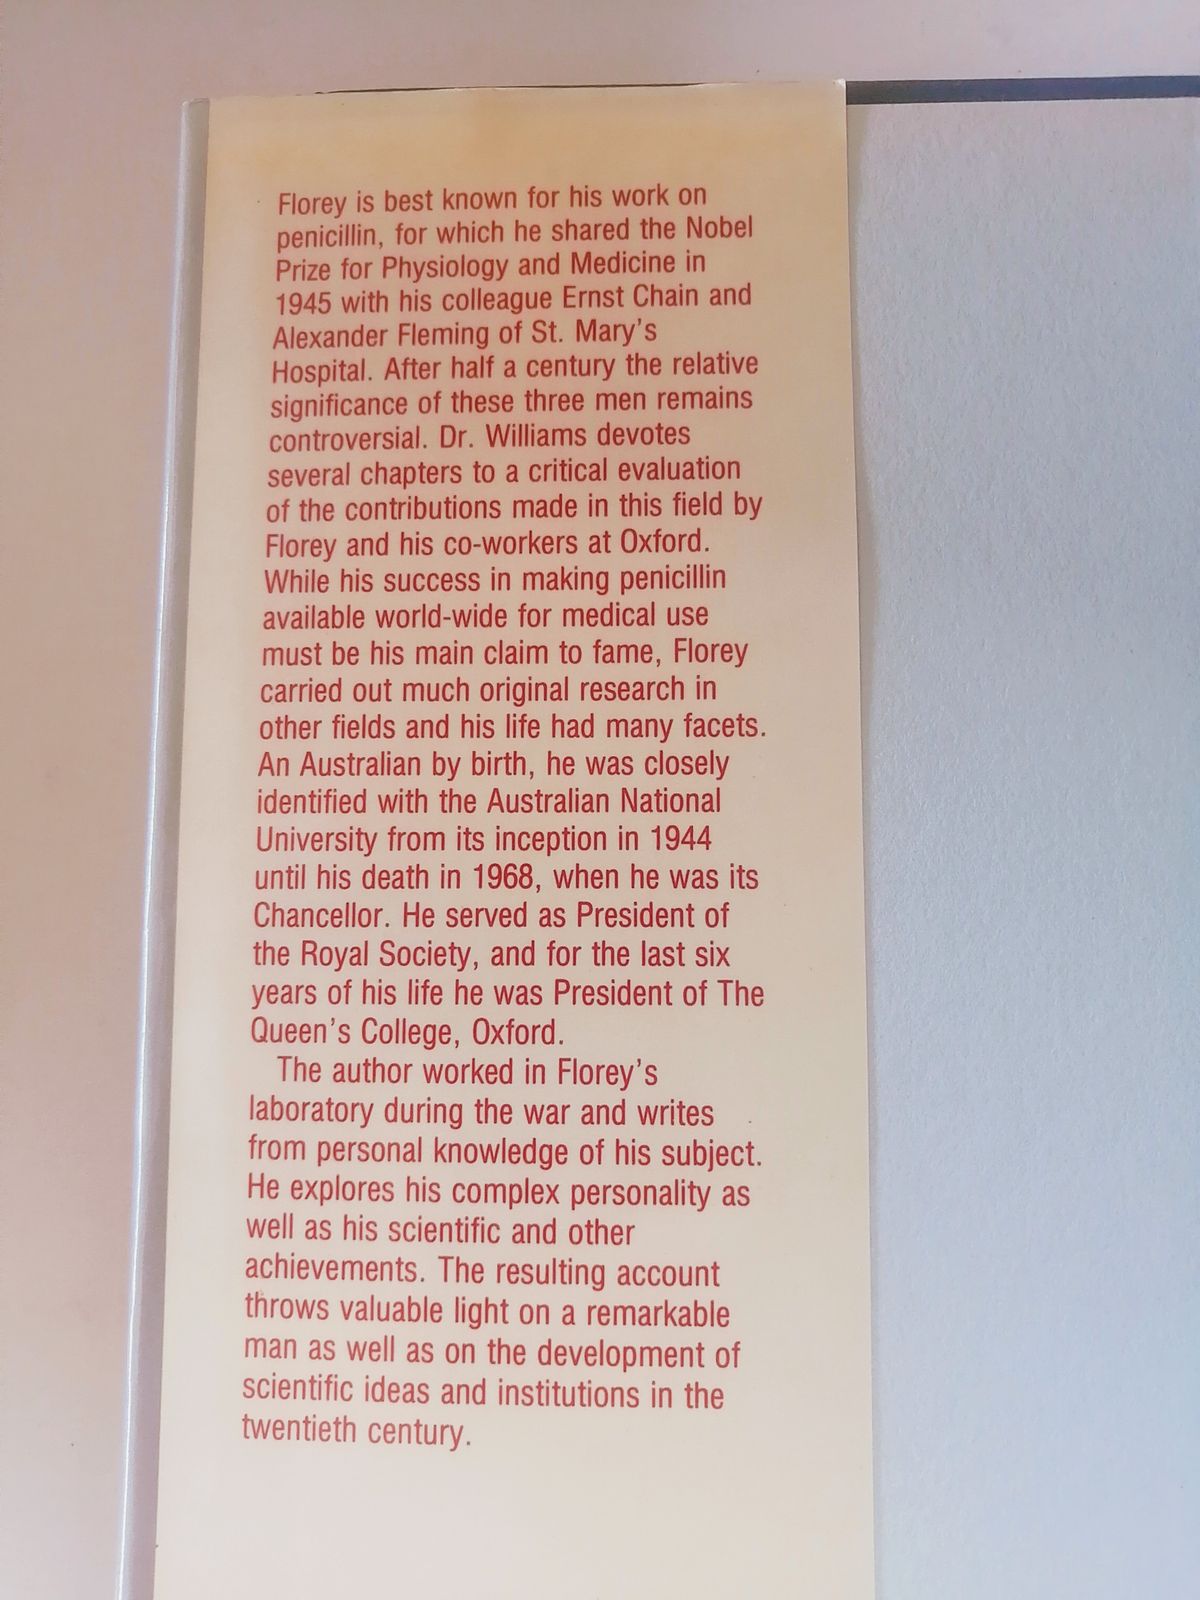 Florey is best known for his work on
penicillin, for which he shared the Nobel
Prize for Physiology and Medicine in
1945 with his colleague Ernst Chain and
Alexander Fleming of St. Mary's
Hospital. After half a century the relative
significance of these three men remains
controversial. Dr. Williams devotes
several chapters to a critical evaluation
of the contributions made in this field by
Florey and his co-workers at Oxford.
While his success in making penicillin
available world-wide for medical use
must be his main claim to fame, Florey
carried out much original research in
other fields and his life had many facets.
An Australian by birth, he was closely
identified with the Australian National
University from its inception in 1944
until his death in 1968, when he was its
Chancellor. He served as President of
the Royal Society, and for the last six
years of his life he was President of The
Queen's College, Oxford.
The author worked in Florey's
laboratory during the war and writes
from personal knowledge of his subject.
He explores his complex personality as
well as his scientific and other
achievements. The resulting account
throws valuable light on a remarkable
man as well as on the development of
scientific ideas and institutions in the
twentieth century.